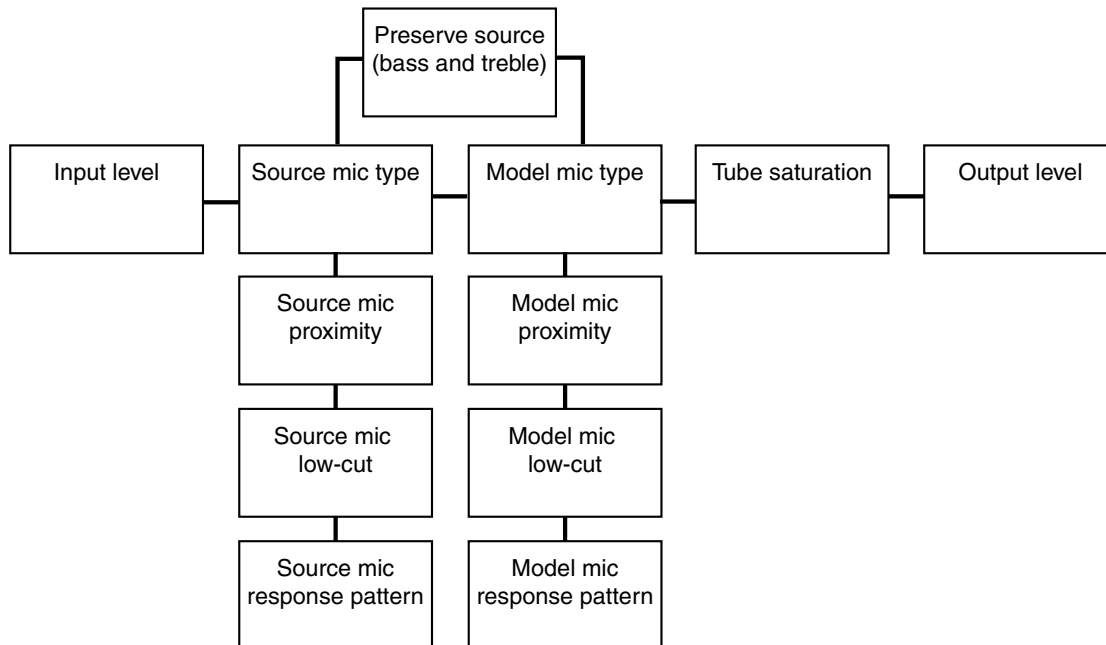 Preserve source
(bass and treble)
Input level
Source mic type
Model mic type
Tube saturation
Output level
Source mic
proximity
Model mic
proximity
Source mic
low-cut
Model mic
low-cut
Source mic
response pattern
Model mic
response pattern